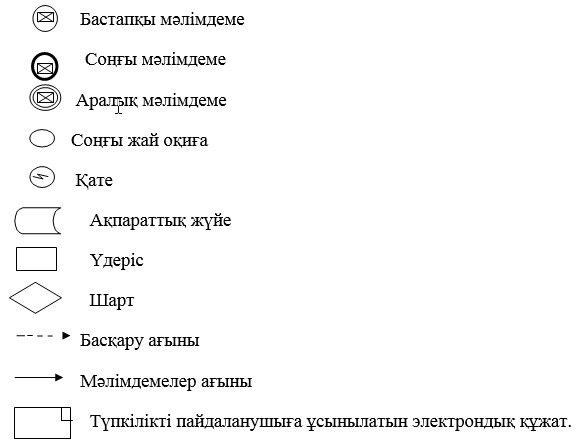 Бастапқы мәлімдеме
Соңғы мәлімдеме
Аралық мәлімдеме
Соңғы жай оқиға
Қате
Ақпараттық жүйе
Үдеріс
Шарт
Басқару ағыны
Мәлімдемелер ағыны
Түпкілікті пайдаланушыға ұсынылатын электрондық құжат.